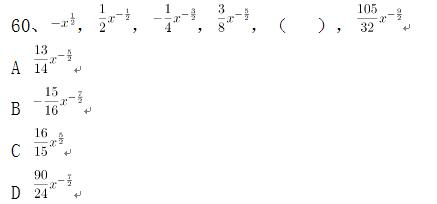 60、 $-x^{\frac{1}{2}}$, $\frac{1}{2}x^{-\frac{1}{2}}$, $-\frac{1}{4}x^{-\frac{3}{2}}$, $\frac{3}{8}x^{-\frac{5}{2}}$, ( ), $\frac{105}{32}x^{-\frac{9}{2}}$↵
A $\frac{13}{14}x^{-\frac{5}{2}}$↵
B $-\frac{15}{16}x^{-\frac{7}{2}}$↵
C $\frac{16}{15}x^{\frac{5}{2}}$↵
D $\frac{90}{24}x^{-\frac{7}{2}}$↵